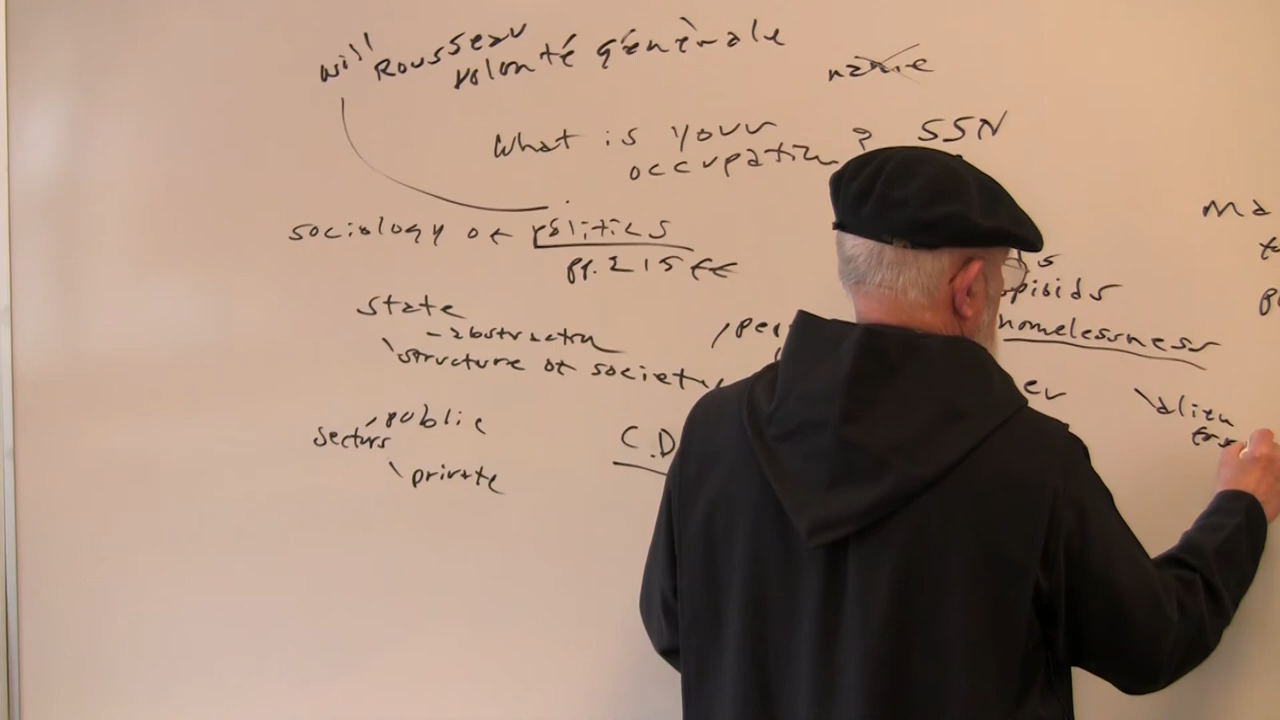 will Rousseau
volonté générale
name
What is your
occupation ?
SSN
sociology of politics
pp. 215 ff
state
- abstraction
structure of society
sectors
public
private
C.D
opioids
homelessness
alien